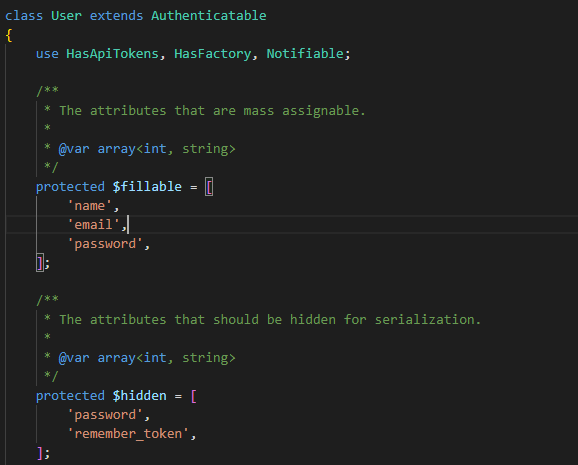 class User extends Authenticatable
{
    use HasApiTokens, HasFactory, Notifiable;

    /**
     * The attributes that are mass assignable.
     *
     * @var array<int, string>
     */
    protected $fillable = [
        'name',
        'email',
        'password',
    ];

    /**
     * The attributes that should be hidden for serialization.
     *
     * @var array<int, string>
     */
    protected $hidden = [
        'password',
        'remember_token',
    ];